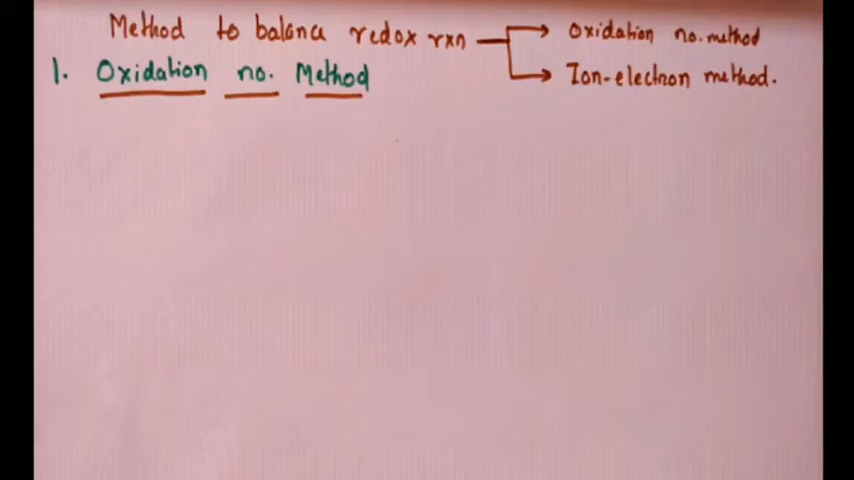 Method to balance redox rxn → Oxidation no. method
→ Ion-electron method.
1. Oxidation no. Method